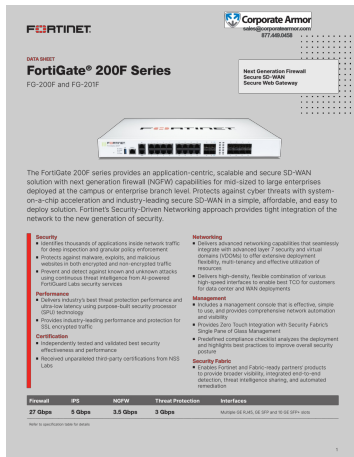 Corporate Armor
sales@corporatearmor.com
877.449.0458
FORTINET
DATA SHEET
FortiGate® 200F Series
FG-200F and FG-201F
Next Generation Firewall
Secure SD-WAN
Secure Web Gateway
FORTINET
The FortiGate 200F series provides an application-centric, scalable and secure SD-WAN
solution with next generation firewall (NGFW) capabilities for mid-sized to large enterprises
deployed at the campus or enterprise branch level. Protects against cyber threats with system-
on-a-chip acceleration and industry-leading secure SD-WAN in a simple, affordable, and easy to
deploy solution. Fortinet's Security-Driven Networking approach provides tight integration of the
network to the new generation of security.
Security
■ Identifies thousands of applications inside network traffic
for deep inspection and granular policy enforcement
■ Protects against malware, exploits, and malicious
websites in both encrypted and non-encrypted traffic
■ Prevent and detect against known and unknown attacks
using continuous threat intelligence from AI-powered
FortiGuard Labs security services
Performance
■ Delivers industry's best threat protection performance and
ultra-low latency using purpose-built security processor
(SPU) technology
■ Provides industry-leading performance and protection for
SSL encrypted traffic
Certification
■ Independently tested and validated best security
effectiveness and performance
■ Received unparalleled third-party certifications from NSS
Labs
Networking
■ Delivers advanced networking capabilities that seamlessly
integrate with advanced layer 7 security and virtual
domains (VDOMs) to offer extensive deployment
flexibility, multi-tenancy and effective utilization of
resources
■ Delivers high-density, flexible combination of various
high-speed interfaces to enable best TCO for customers
for data center and WAN deployments
Management
■ Includes a management console that is effective, simple
to use, and provides comprehensive network automation
and visibility
■ Provides Zero Touch Integration with Security Fabric's
Single Pane of Glass Management
■ Predefined compliance checklist analyzes the deployment
and highlights best practices to improve overall security
posture
Security Fabric
■ Enables Fortinet and Fabric-ready partners' products
to provide broader visibility, integrated end-to-end
detection, threat intelligence sharing, and automated
remediation
Firewall IPS NGFW Threat Protection Interfaces
27 Gbps 5 Gbps 3.5 Gbps 3 Gbps Multiple GE RJ45, GE SFP and 10 GE SFP+ slots
Refer to specification table for details